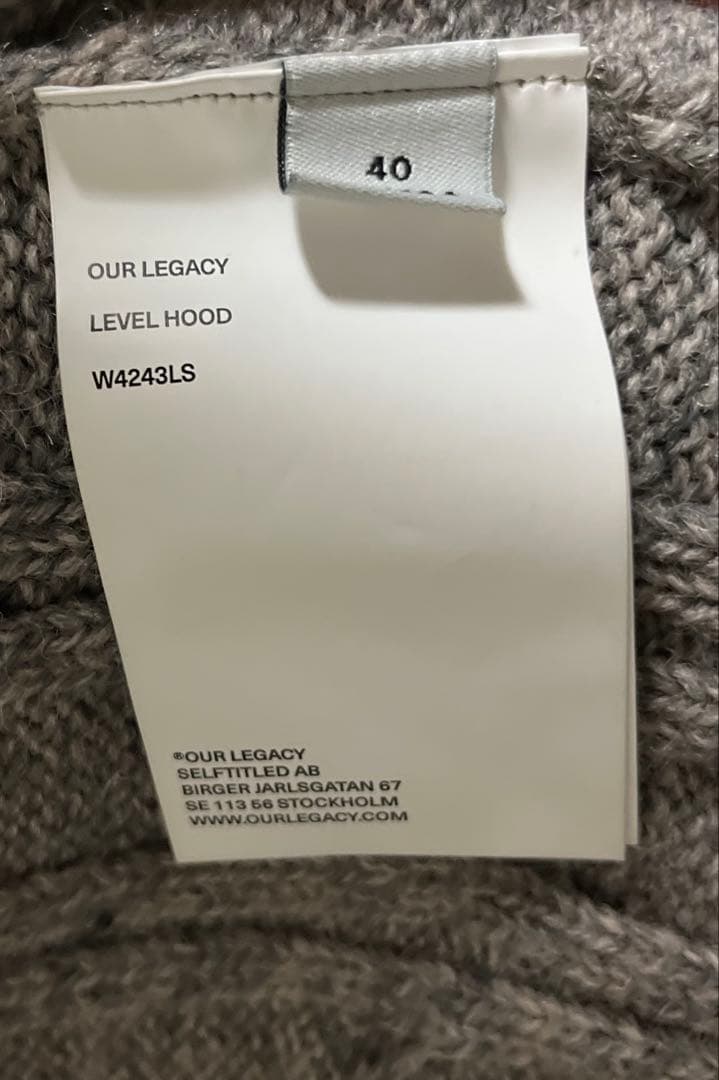 40
OUR LEGACY
LEVEL HOOD
W4243LS
®OUR LEGACY
SELFTITLED AB
BIRGER JARLSGATAN 67
SE 113 56 STOCKHOLM
WWW.OURLEGACY.COM